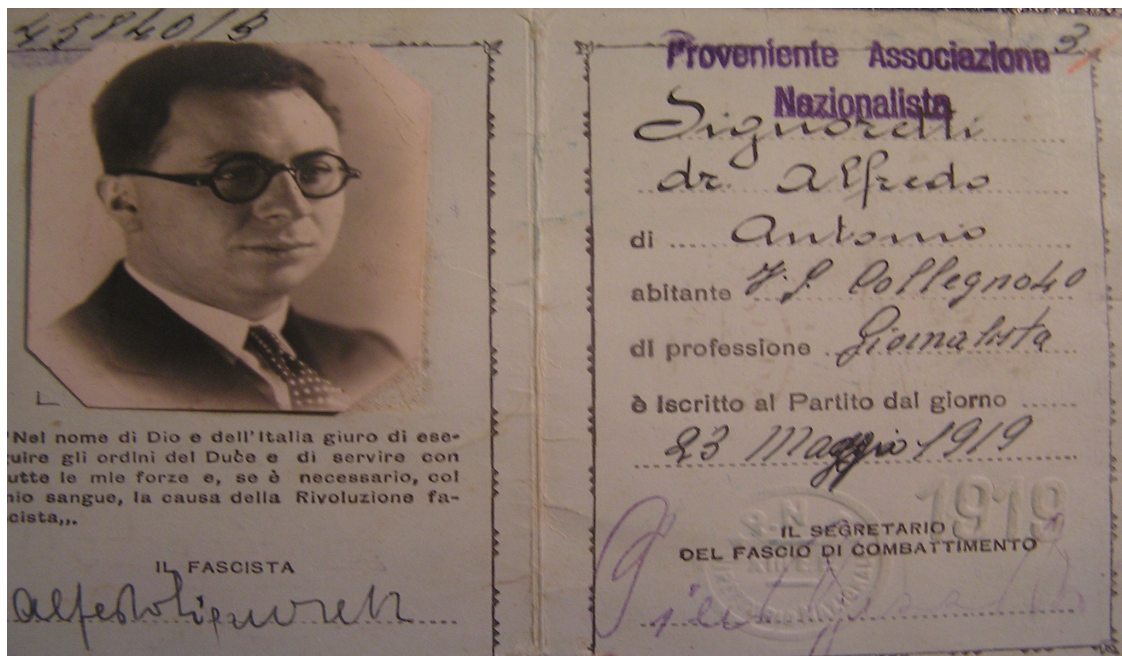 45840/3
"Nel nome di Dio e dell'Italia giuro di ese-
guire gli ordini del Duce e di servire con
tutte le mie forze e, se è necessario, col
mio sangue, la causa della Rivoluzione fa-
scista,,.
IL FASCISTA
Alfredo Signoretti
3
Proveniente Associazione
Nazionalista
Signoretti
dr. Alfredo
di Antonio
abitante
di professione Giornalista
è iscritto al Partito dal giorno
23 Maggio 1919
1919
IL SEGRETARIO
DEL FASCIO DI COMBATTIMENTO